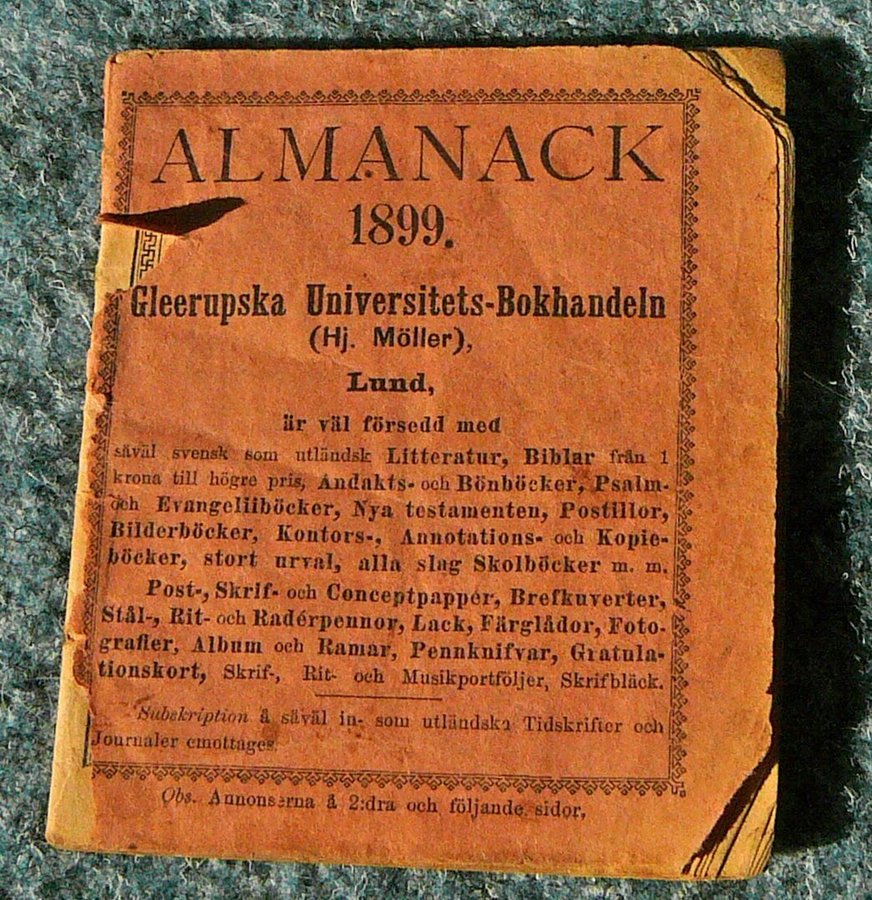 ALMANACK
1899.
Gleerupska Universitets-Bokhandeln
(Hj. Möller),
Lund,
är väl försedd med
såväl svensk som utländsk Litteratur, Biblar från 1
krona till högre pris, Andakts- och Bönböcker, Psalm-
och Evangeliiböcker, Nya testamenten, Postillor,
Bilderböcker, Kontors-, Annotations- och Kopie-
böcker, stort urval, alla slag Skolböcker m. m.
Post-, Skrif- och Conceptpapper, Brefkuverter,
Stål-, Rit- och Radérpennor, Lack, Färglådor, Foto-
grafier, Album och Ramar, Pennknifvar, Gratula-
tionskort, Skrif-, Rit- och Musikportföljer, Skrifbläck.
Subskription å såväl in- som utländska Tidskrifter och
Journaler emottages
Obs. Annonserna å 2:dra och följande sidor,